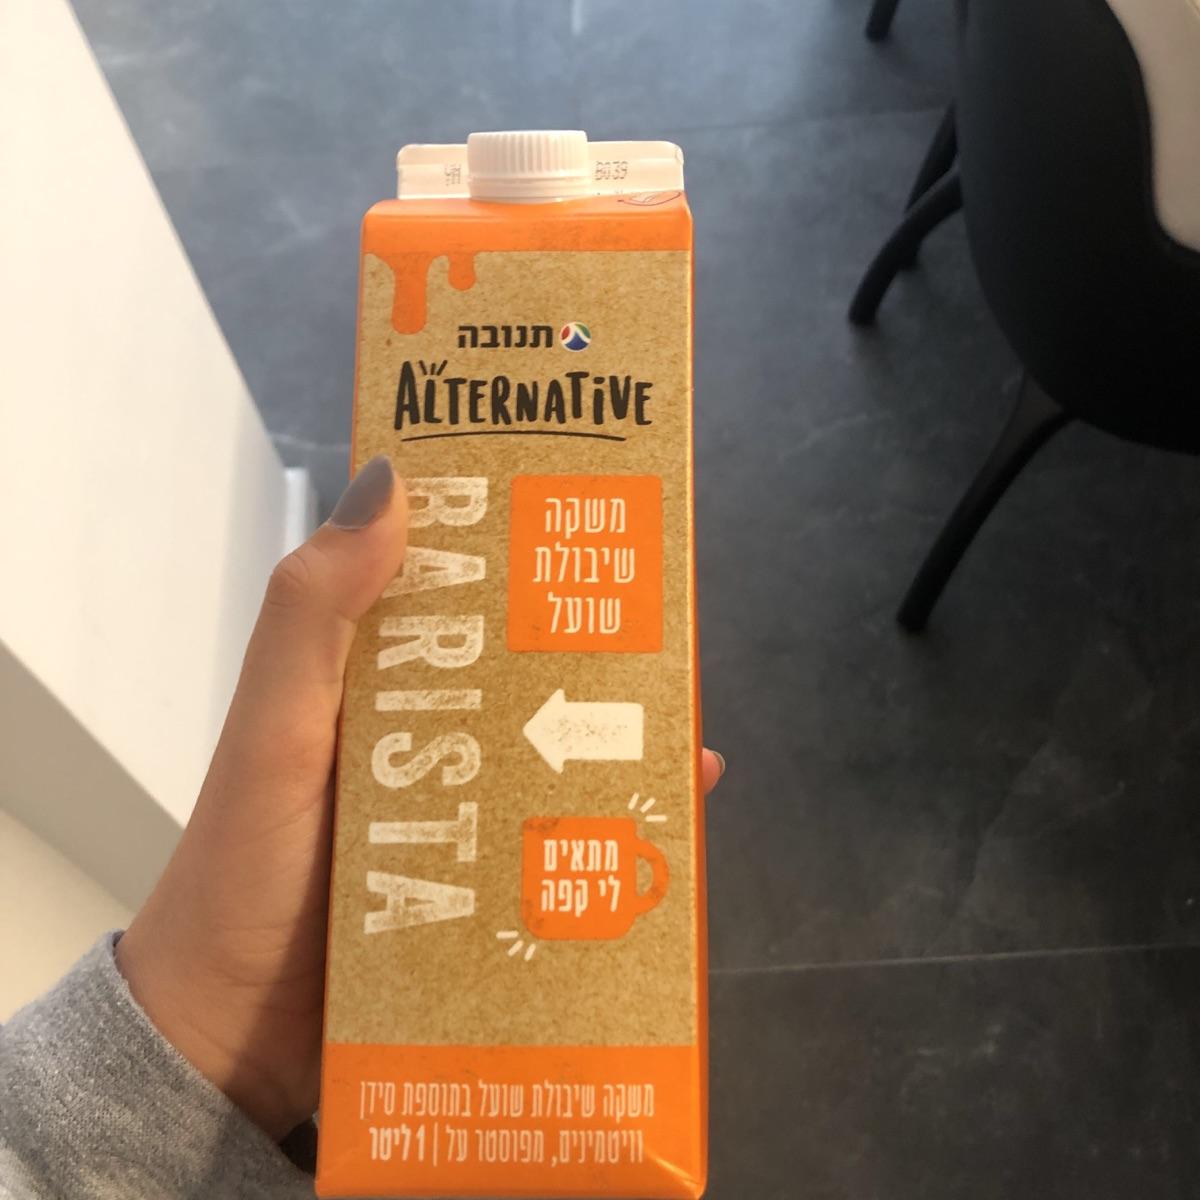 B039
תנובה
ALTERNATIVE
BARISTA
משקה
שיבולת
שועל
מתאים
לי קפה
משקה שיבולת שועל בתוספת סידן
וויטמינים, מפוסטר על | 1 ליטר